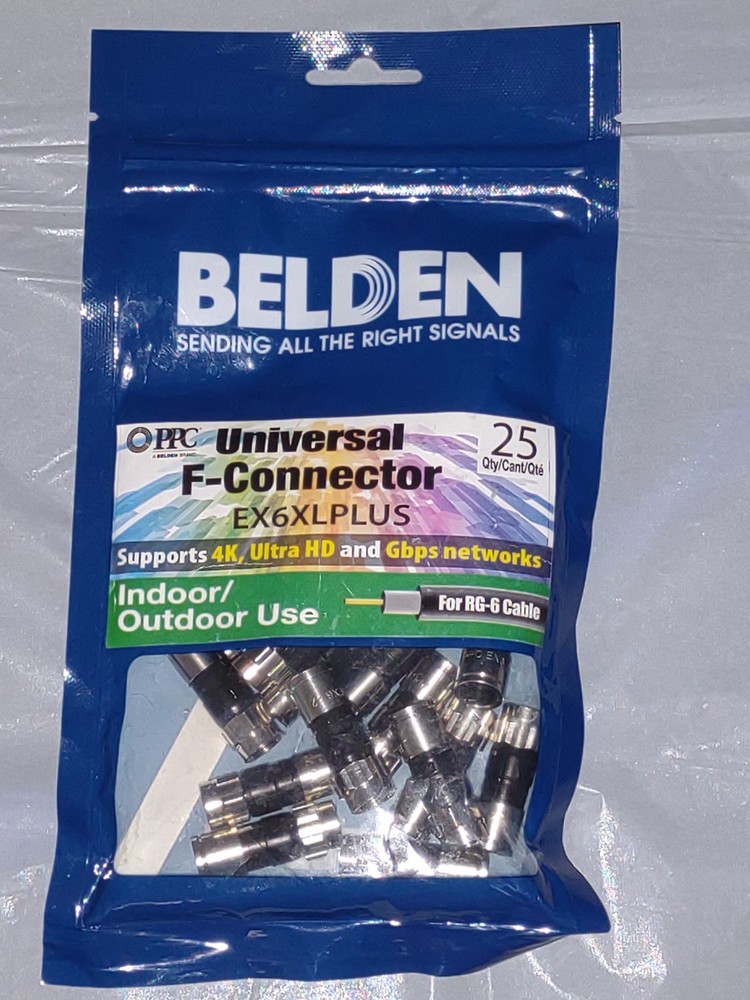 BELDEN
SENDING ALL THE RIGHT SIGNALS
PPC
A BELDEN BRAND
Universal
F-Connector
EX6XLPLUS
25
Qty/Cant/Qté
Supports 4K, Ultra HD and Gbps networks
Indoor/
Outdoor Use
For RG-6 Cable